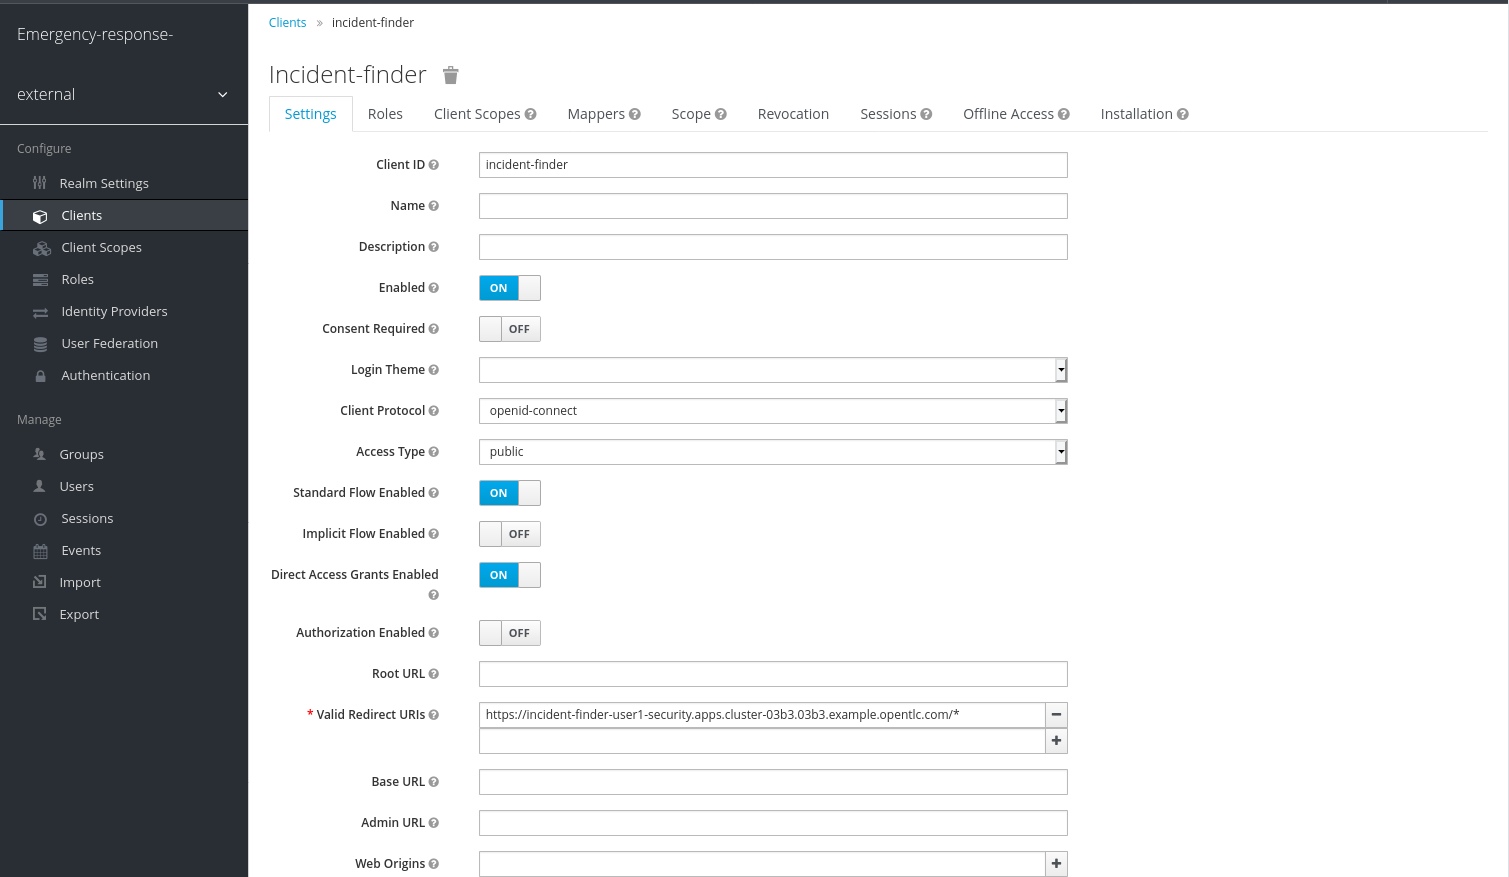 Emergency-response-
external
Configure
Realm Settings
Clients
Client Scopes
Roles
Identity Providers
User Federation
Authentication
Manage
Groups
Users
Sessions
Events
Import
Export
Clients » incident-finder
Incident-finder
Settings Roles Client Scopes Mappers Scope Revocation Sessions Offline Access Installation
Client ID incident-finder
Name
Description
Enabled ON
Consent Required OFF
Login Theme
Client Protocol openid-connect
Access Type public
Standard Flow Enabled ON
Implicit Flow Enabled OFF
Direct Access Grants Enabled ON
Authorization Enabled OFF
Root URL
* Valid Redirect URIs https://incident-finder-user1-security.apps.cluster-03b3.03b3.example.opentlc.com/*
Base URL
Admin URL
Web Origins